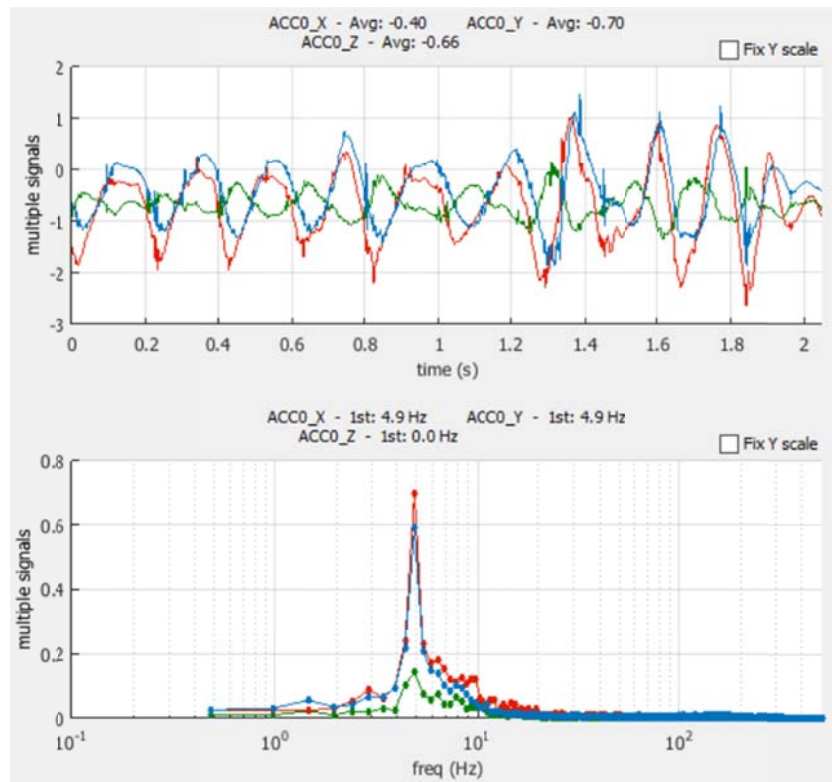 ACC0_X - Avg: -0.40 ACC0_Y - Avg: -0.70
ACC0_Z - Avg: -0.66
Fix Y scale
2
1
0
-1
-2
-3
multiple signals
0 0.2 0.4 0.6 0.8 1 1.2 1.4 1.6 1.8 2
time (s)
ACC0_X - 1st: 4.9 Hz ACC0_Y - 1st: 4.9 Hz
ACC0_Z - 1st: 0.0 Hz
Fix Y scale
0.8
0.6
0.4
0.2
0
multiple signals
10-1 100 101 102
freq (Hz)